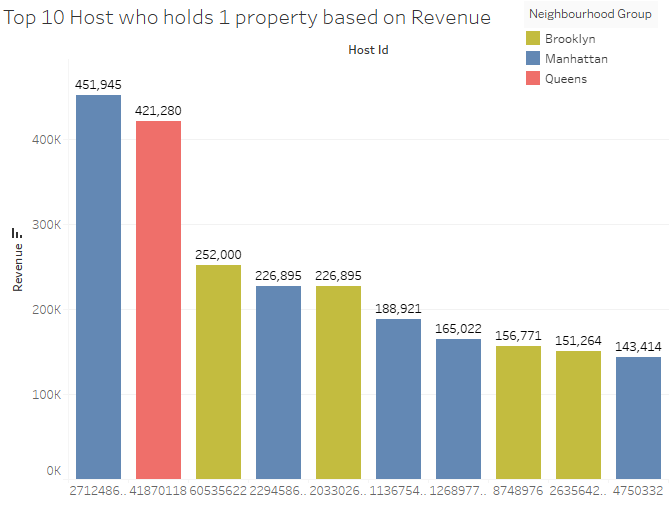 Top 10 Host who holds 1 property based on Revenue
Neighbourhood Group
Brooklyn
Manhattan
Queens
Host Id
451,945
421,280
252,000
226,895
226,895
188,921
165,022
156,771
151,264
143,414
400K
300K
200K
100K
0K
Revenue
2712486..
41870118
60535622
2294586..
2033026..
1136754..
1268977..
8748976
2635642..
4750332